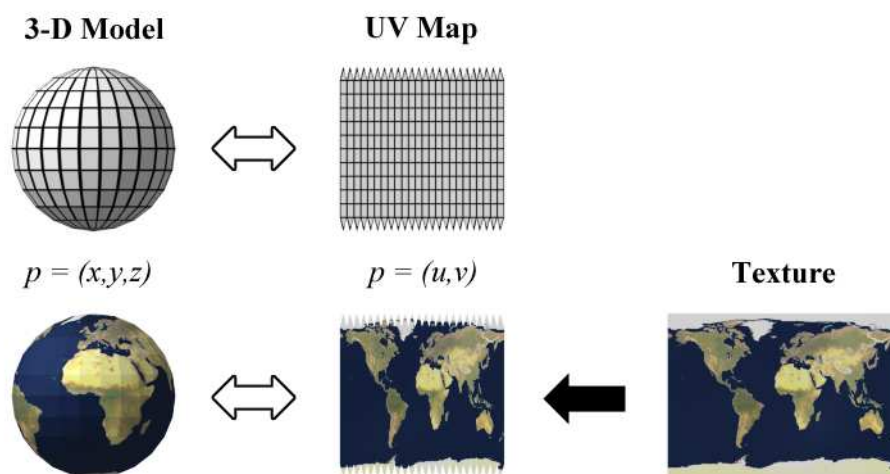 3-D Model
UV Map
p = (x,y,z)
p = (u,v)
Texture